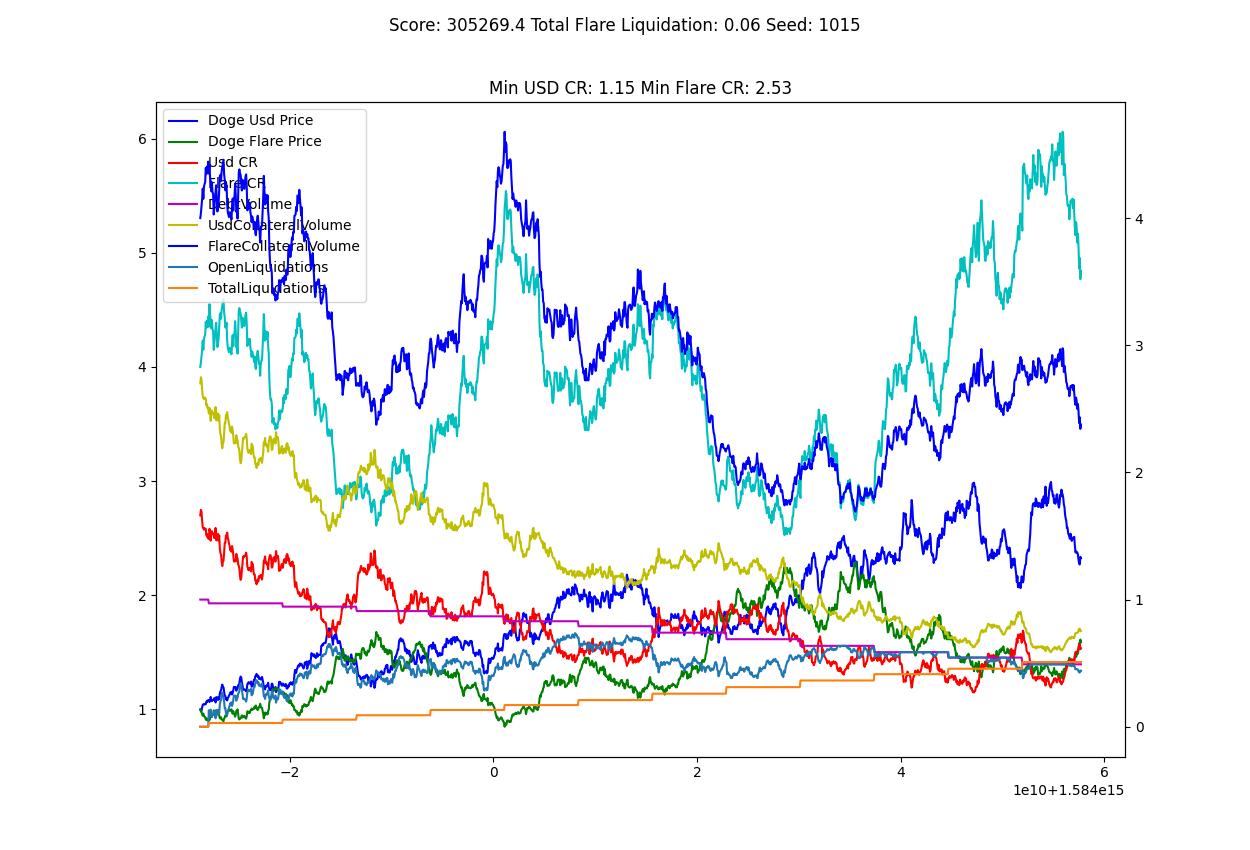 Score: 305269.4 Total Flare Liquidation: 0.06 Seed: 1015
Min USD CR: 1.15 Min Flare CR: 2.53
Doge Usd Price
Doge Flare Price
Usd CR
Flare CR
DebtVolume
UsdCollateralVolume
FlareCollateralVolume
OpenLiquidations
TotalLiquidations
6
5
4
3
2
1
4
3
2
1
0
−2
0
2
4
6
1e10+1.584e15